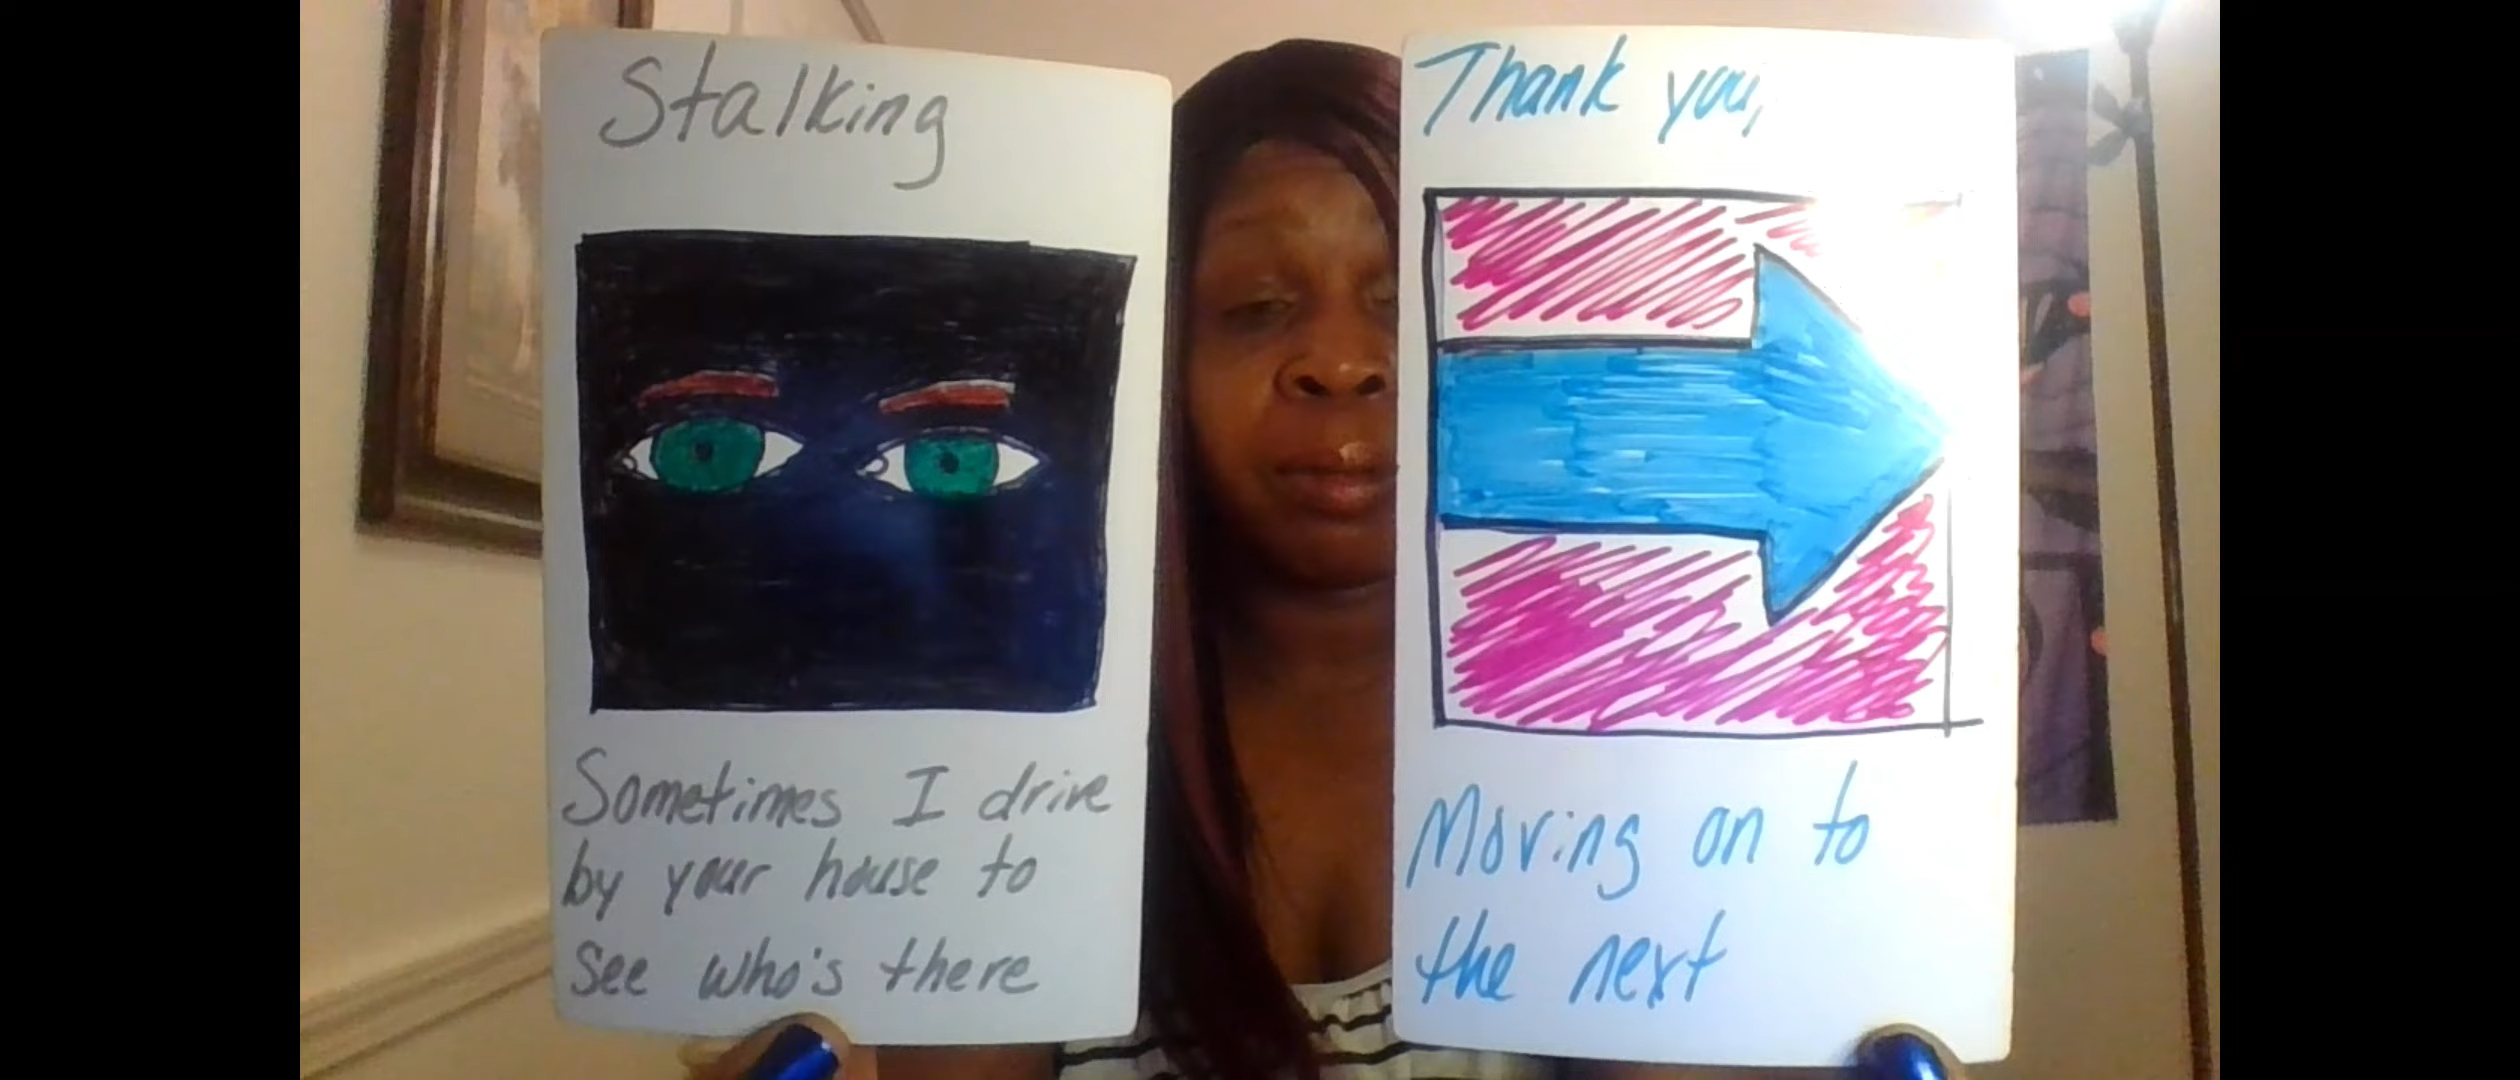 Stalking
Sometimes I drive
by your house to
see who's there
Thank you,
Moving on to
the next